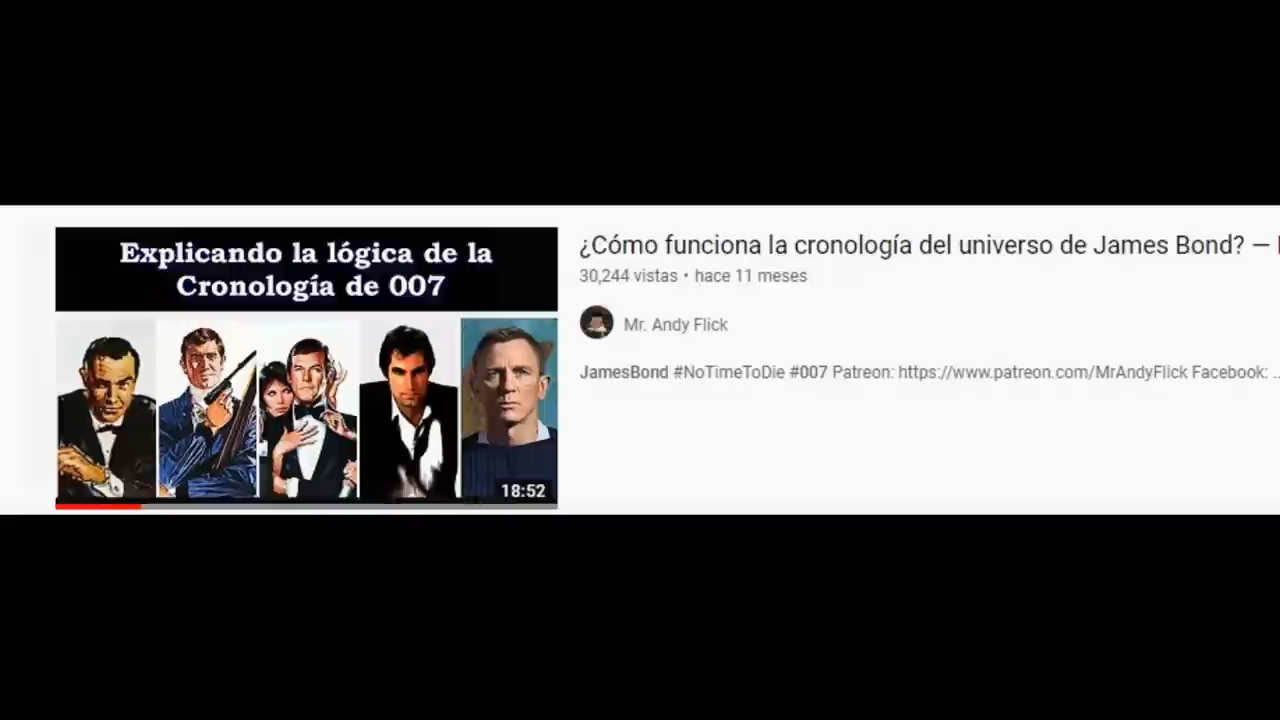 Explicando la lógica de la
Cronología de 007
18:52
¿Cómo funciona la cronología del universo de James Bond? —
30,244 vistas • hace 11 meses
Mr. Andy Flick
JamesBond #NoTimeToDie #007 Patreon: https://www.patreon.com/MrAndyFlick Facebook: ...